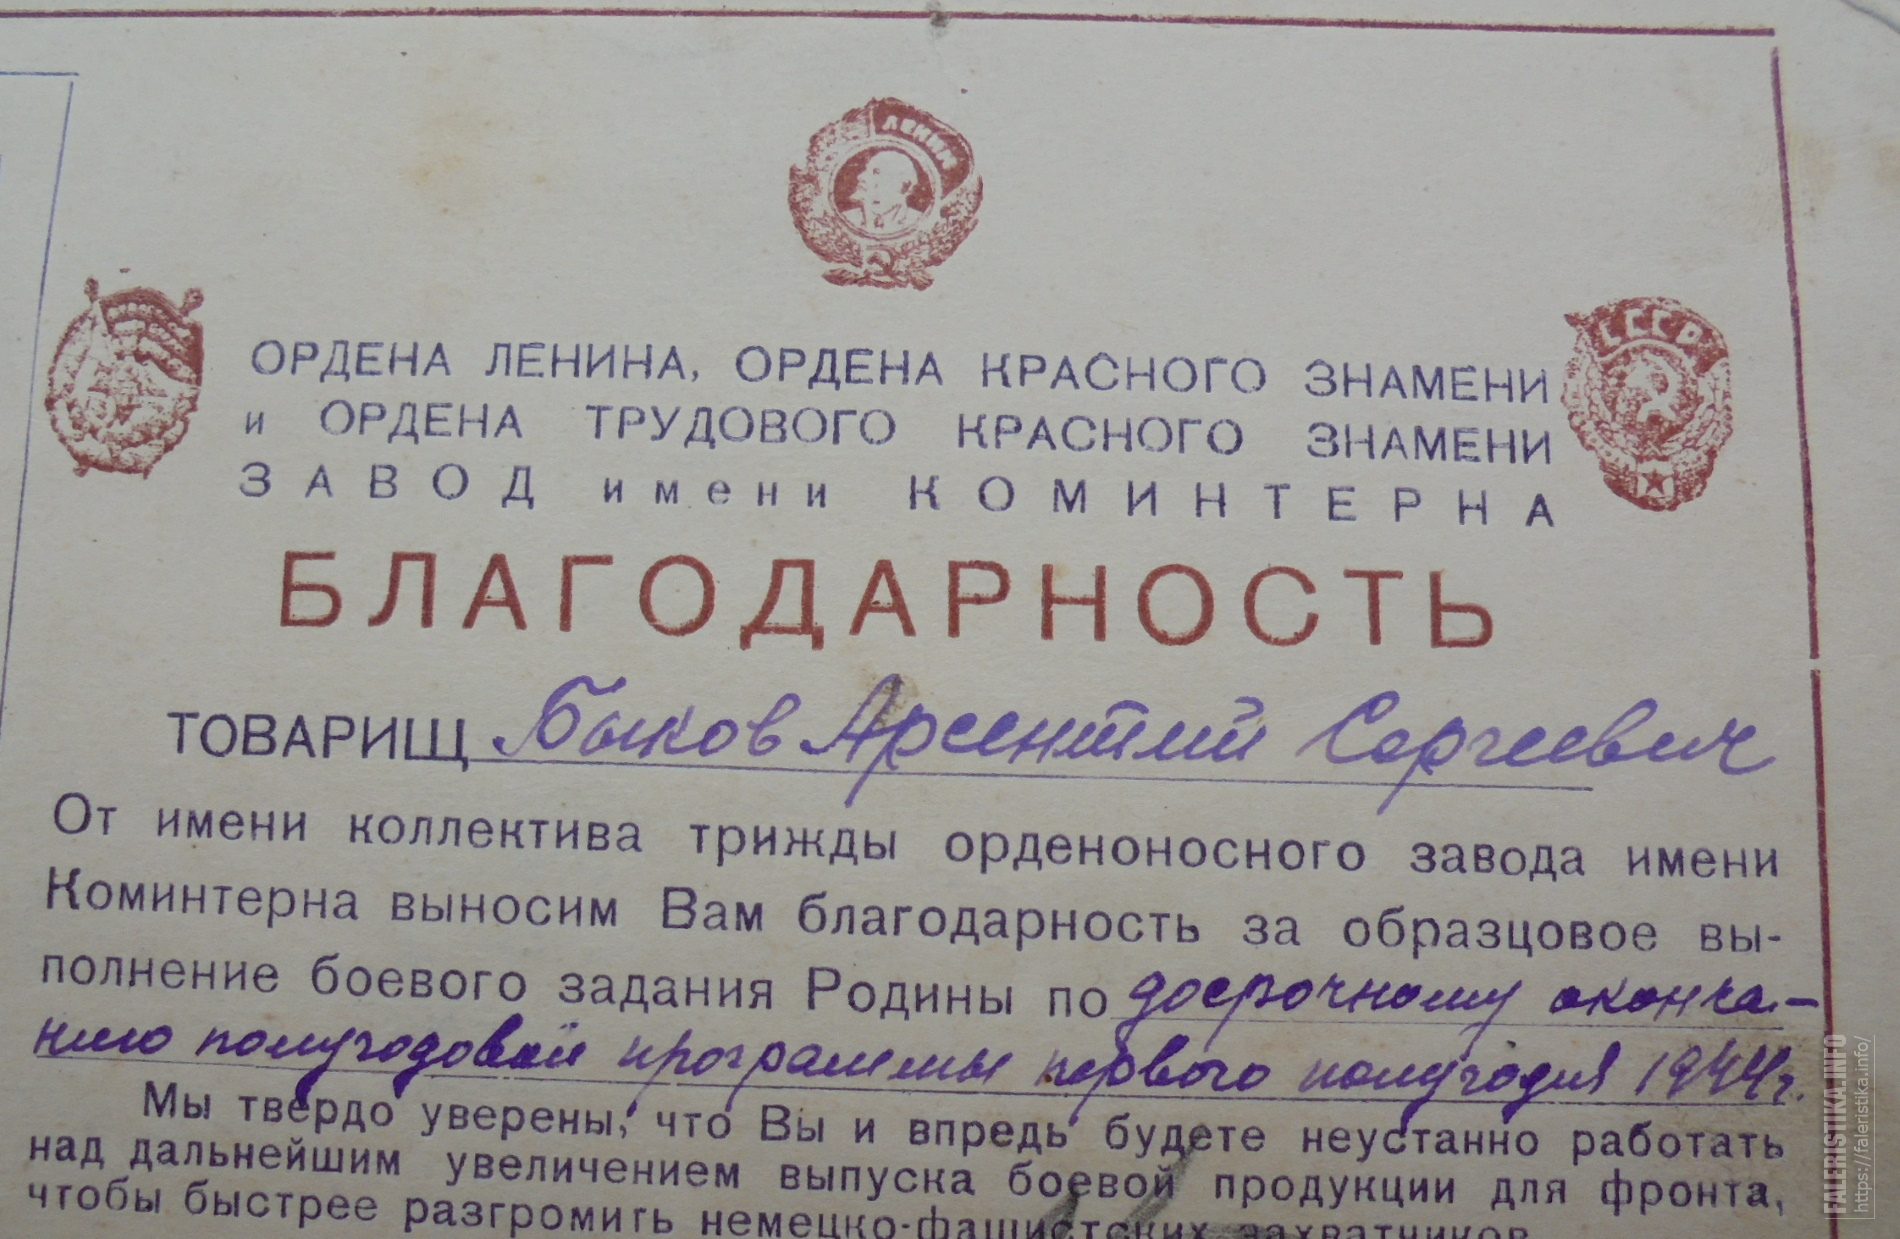 ЛЕНИН
СССР
ОРДЕНА ЛЕНИНА, ОРДЕНА КРАСНОГО ЗНАМЕНИ
и ОРДЕНА ТРУДОВОГО КРАСНОГО ЗНАМЕНИ
ЗАВОД имени КОМИНТЕРНА
БЛАГОДАРНОСТЬ
ТОВАРИЩ Быков Арсентий Сергеевич
От имени коллектива трижды орденоносного завода имени
Коминтерна выносим Вам благодарность за образцовое вы-
полнение боевого задания Родины по досрочному оконча-
нию полугодовой программы первого полугодия 1944г.
Мы твердо уверены, что Вы и впредь будете неустанно работать
над дальнейшим увеличением выпуска боевой продукции для фронта,
чтобы быстрее разгромить немецко-фашистских захватчиков.
FALERISTIKA.INFO
https://faleristika.info/